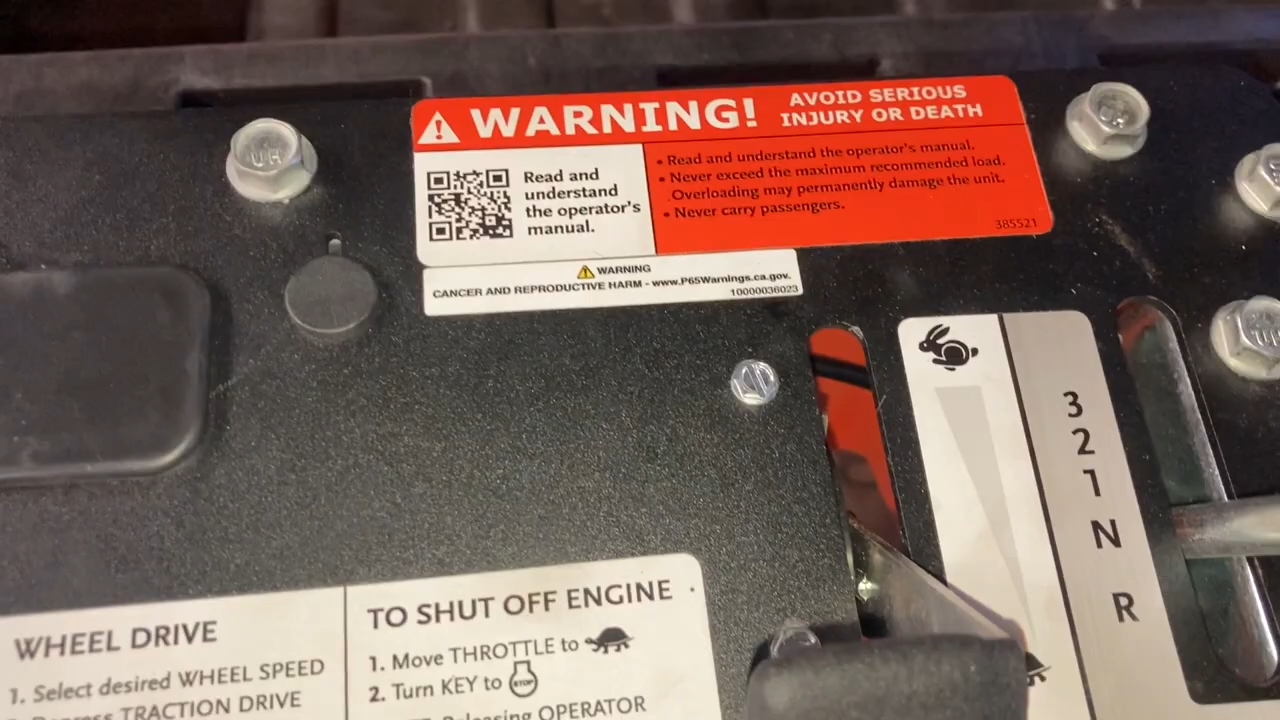 WARNING!
AVOID SERIOUS
INJURY OR DEATH
Read and
understand
the operator's
manual.
• Read and understand the operator's manual.
• Never exceed the maximum recommended load.
Overloading may permanently damage the unit.
• Never carry passengers.
385521
WARNING
CANCER AND REPRODUCTIVE HARM - www.P65Warnings.ca.gov.
10000036023
3
2
1
N
R
WHEEL DRIVE
1. Select desired WHEEL SPEED
TRACTION DRIVE
TO SHUT OFF ENGINE
1. Move THROTTLE to
2. Turn KEY to STOP
Releasing OPERATOR
UH